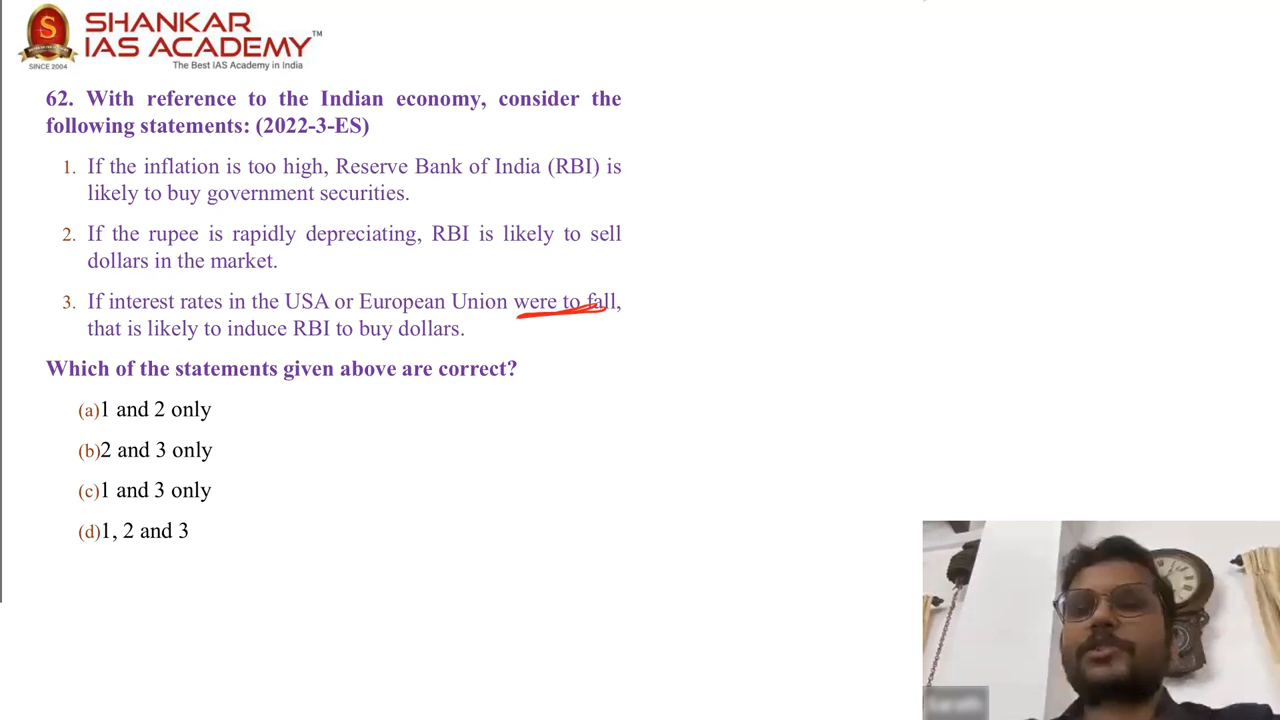 SHANKAR
IAS ACADEMY™
The Best IAS Academy in India
S
SINCE 2004
62. With reference to the Indian economy, consider the
following statements: (2022-3-ES)
1. If the inflation is too high, Reserve Bank of India (RBI) is
likely to buy government securities.
2. If the rupee is rapidly depreciating, RBI is likely to sell
dollars in the market.
3. If interest rates in the USA or European Union were to fall,
that is likely to induce RBI to buy dollars.
Which of the statements given above are correct?
(a)1 and 2 only
(b)2 and 3 only
(c)1 and 3 only
(d)1, 2 and 3